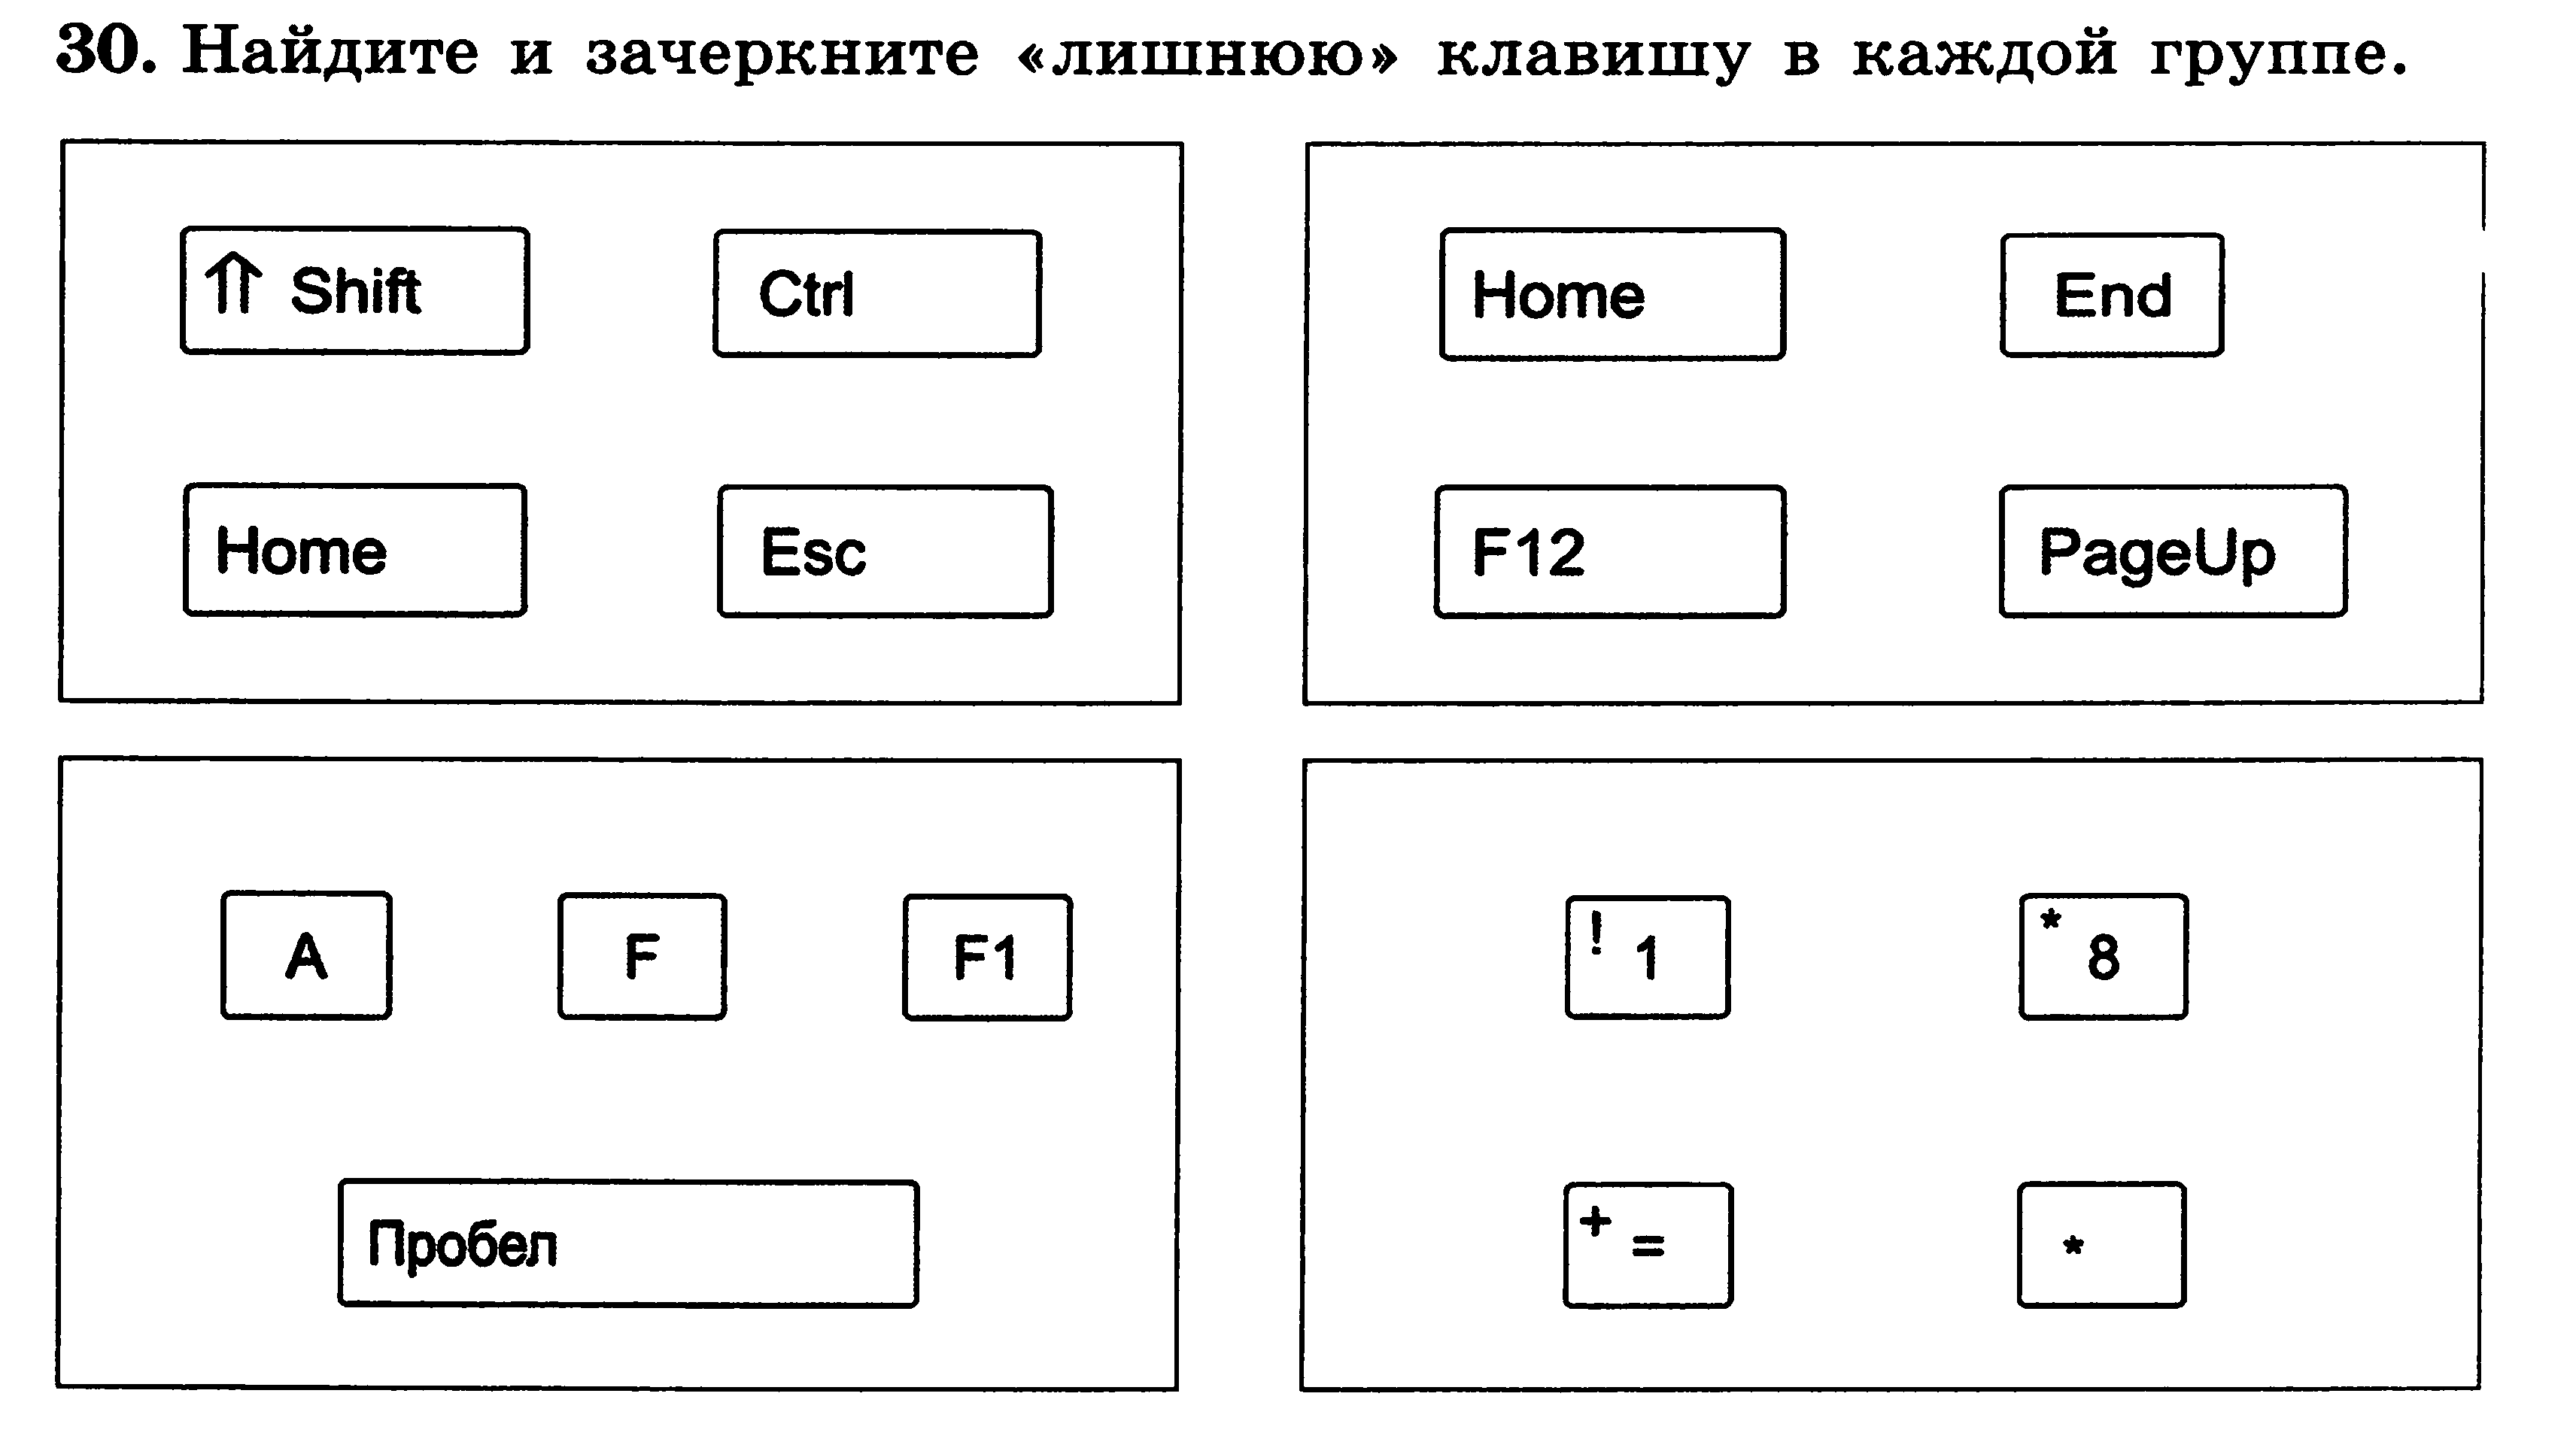 30. Найдите и зачеркните «лишнюю» клавишу в каждой группе.
⇑ Shift
Ctrl
Home
Esc
Home
End
F12
PageUp
A
F
F1
Пробел
! 1
* 8
+ =
*